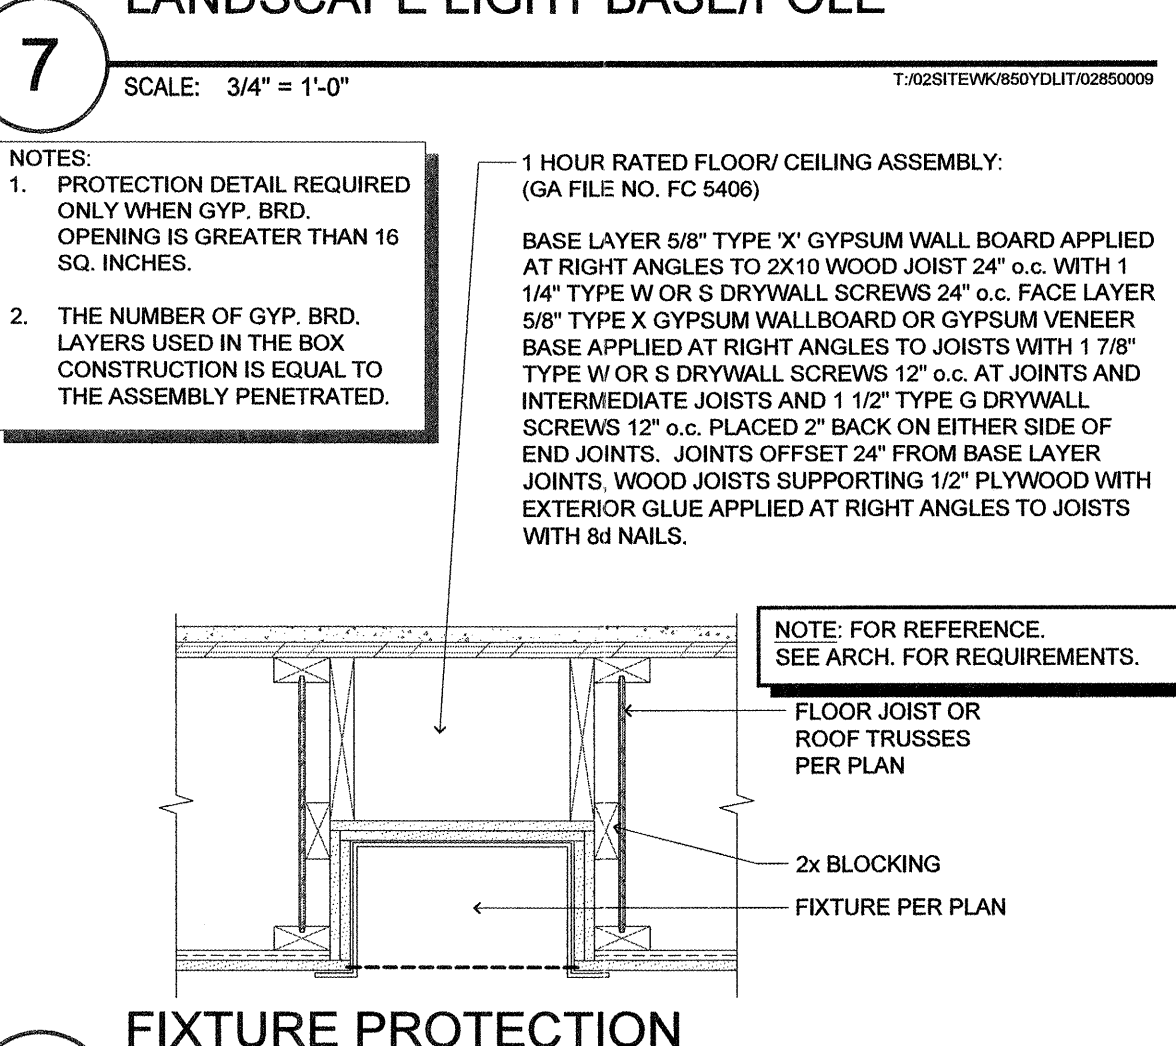 LANDSCAPE LIGHT BASE/POLE
7
SCALE: 3/4" = 1'-0"
T:/02SITEWK/850YDLIT/02850009
NOTES:
1. PROTECTION DETAIL REQUIRED
ONLY WHEN GYP. BRD.
OPENING IS GREATER THAN 16
SQ. INCHES.
2. THE NUMBER OF GYP. BRD.
LAYERS USED IN THE BOX
CONSTRUCTION IS EQUAL TO
THE ASSEMBLY PENETRATED.
1 HOUR RATED FLOOR/ CEILING ASSEMBLY:
(GA FILE NO. FC 5406)
BASE LAYER 5/8" TYPE 'X' GYPSUM WALL BOARD APPLIED
AT RIGHT ANGLES TO 2X10 WOOD JOIST 24" o.c. WITH 1
1/4" TYPE W OR S DRYWALL SCREWS 24" o.c. FACE LAYER
5/8" TYPE X GYPSUM WALLBOARD OR GYPSUM VENEER
BASE APPLIED AT RIGHT ANGLES TO JOISTS WITH 1 7/8"
TYPE W OR S DRYWALL SCREWS 12" o.c. AT JOINTS AND
INTERMEDIATE JOISTS AND 1 1/2" TYPE G DRYWALL
SCREWS 12" o.c. PLACED 2" BACK ON EITHER SIDE OF
END JOINTS. JOINTS OFFSET 24" FROM BASE LAYER
JOINTS, WOOD JOISTS SUPPORTING 1/2" PLYWOOD WITH
EXTERIOR GLUE APPLIED AT RIGHT ANGLES TO JOISTS
WITH 8d NAILS.
NOTE: FOR REFERENCE.
SEE ARCH. FOR REQUIREMENTS.
FLOOR JOIST OR
ROOF TRUSSES
PER PLAN
2x BLOCKING
FIXTURE PER PLAN
FIXTURE PROTECTION